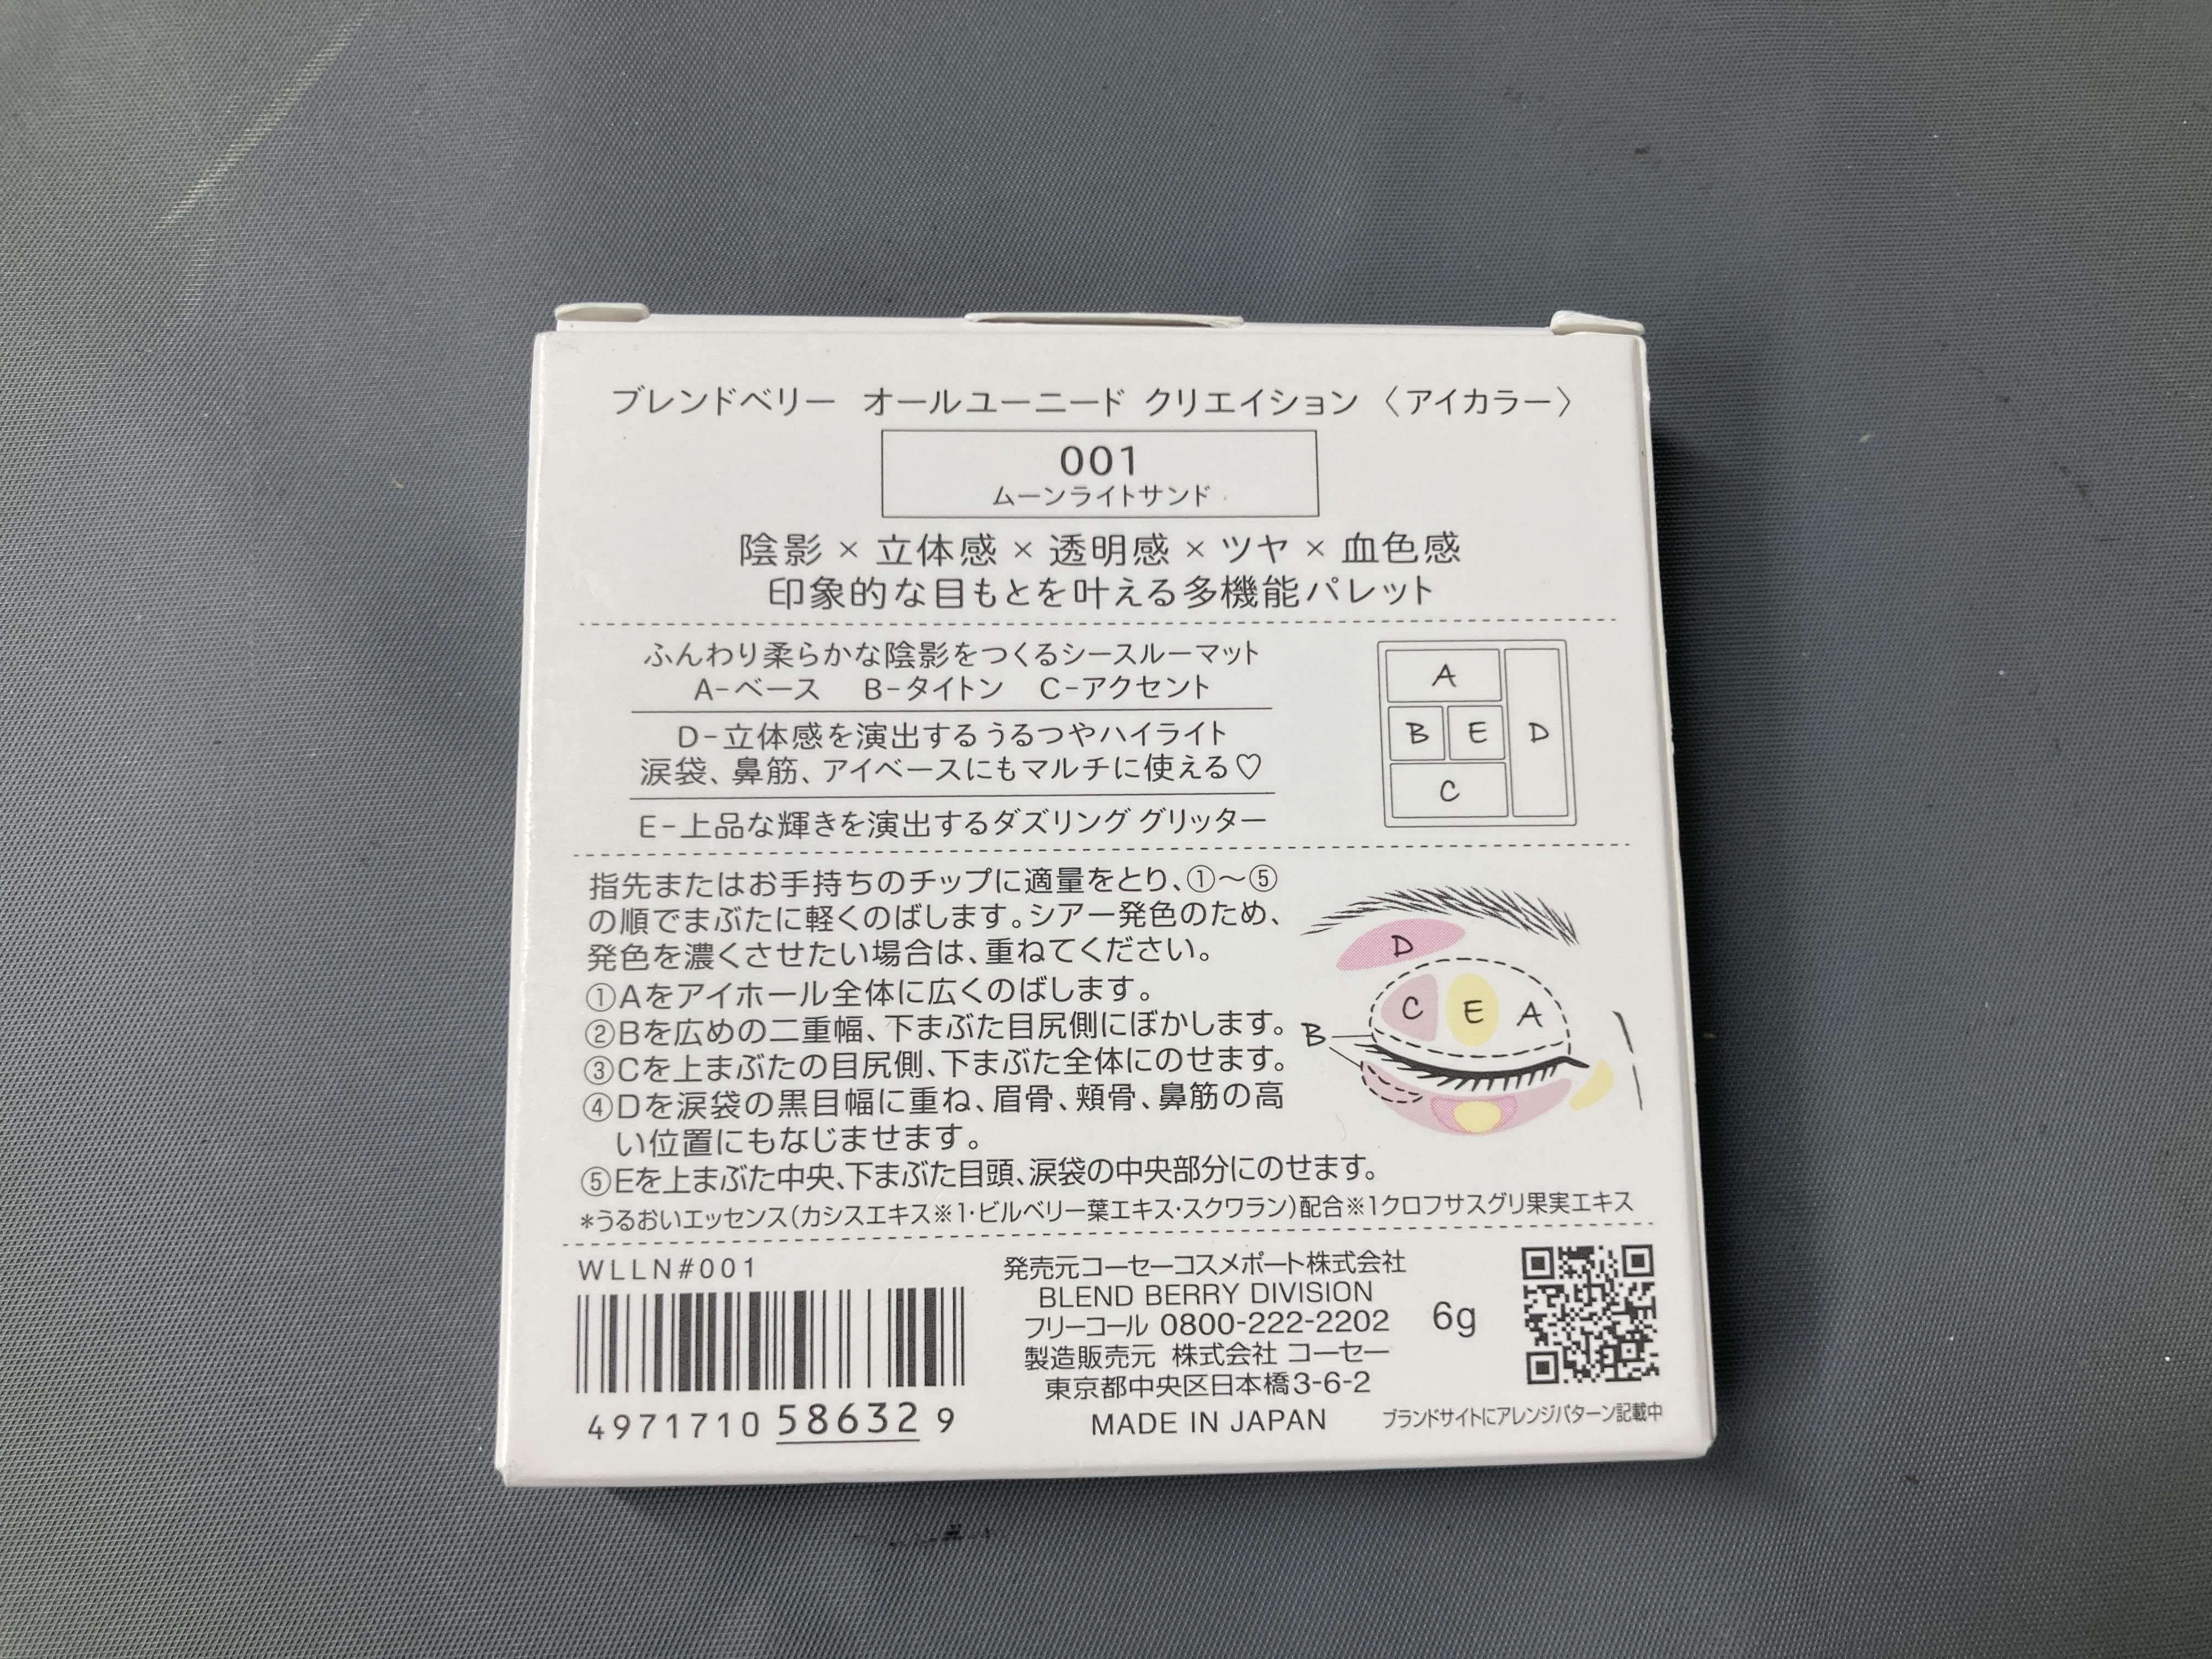 ブレンドベリー オールユーニード クリエイション 〈アイカラー〉
001
ムーンライトサンド
陰影 × 立体感 × 透明感 × ツヤ × 血色感
印象的な目もとを叶える多機能パレット
ふんわり柔らかな陰影をつくるシースルーマット
A-ベース B-タイトン C-アクセント
D-立体感を演出するうるつやハイライト
涙袋、鼻筋、アイベースにもマルチに使える♡
E-上品な輝きを演出するダズリング グリッター
A
B E D
C
指先またはお手持ちのチップに適量をとり、①〜⑤
の順でまぶたに軽くのばします。シアー発色のため、
発色を濃くさせたい場合は、重ねてください。
①Aをアイホール全体に広くのばします。
②Bを広めの二重幅、下まぶた目尻側にぼかします。
③Cを上まぶたの目尻側、下まぶた全体にのせます。
④Dを涙袋の黒目幅に重ね、眉骨、頬骨、鼻筋の高
い位置にもなじませます。
⑤Eを上まぶた中央、下まぶた目頭、涙袋の中央部分にのせます。
D
C E A
B
*うるおいエッセンス(カシスエキス※1・ビルベリー葉エキス・スクワラン)配合※1クロフサスグリ果実エキス
WLLN#001
4971710 58632 9
発売元コーセーコスメポート株式会社
BLEND BERRY DIVISION
フリーコール 0800-222-2202
製造販売元 株式会社 コーセー
東京都中央区日本橋3-6-2
MADE IN JAPAN
6g
ブランドサイトにアレンジパターン記載中